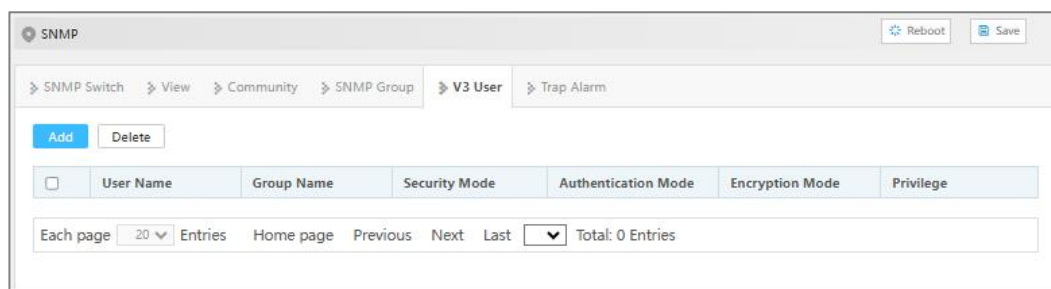 SNMP Reboot Save
SNMP Switch View Community SNMP Group V3 User Trap Alarm
Add Delete
User Name Group Name Security Mode Authentication Mode Encryption Mode Privilege
Each page 20 Entries Home page Previous Next Last Total: 0 Entries